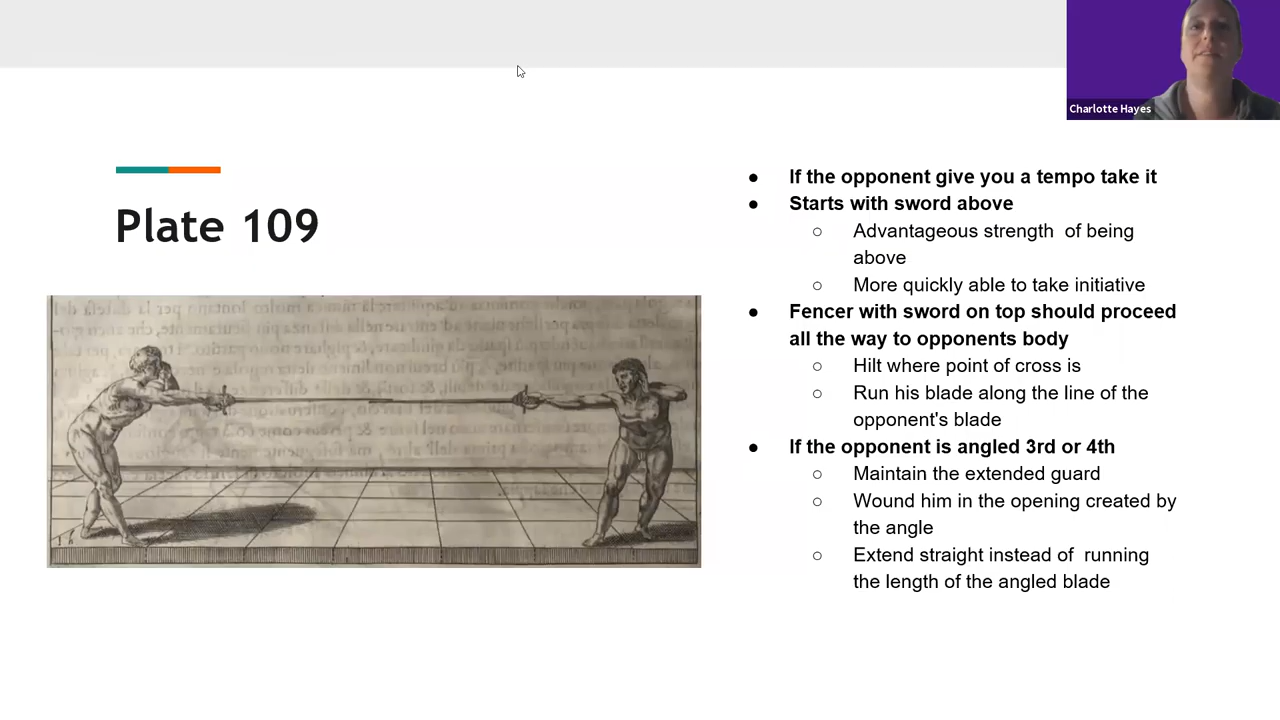 Charlotte Hayes
Plate 109
If the opponent give you a tempo take it
Starts with sword above
Advantageous strength of being
above
More quickly able to take initiative
Fencer with sword on top should proceed
all the way to opponents body
Hilt where point of cross is
Run his blade along the line of the
opponent's blade
If the opponent is angled 3rd or 4th
Maintain the extended guard
Wound him in the opening created by
the angle
Extend straight instead of running
the length of the angled blade